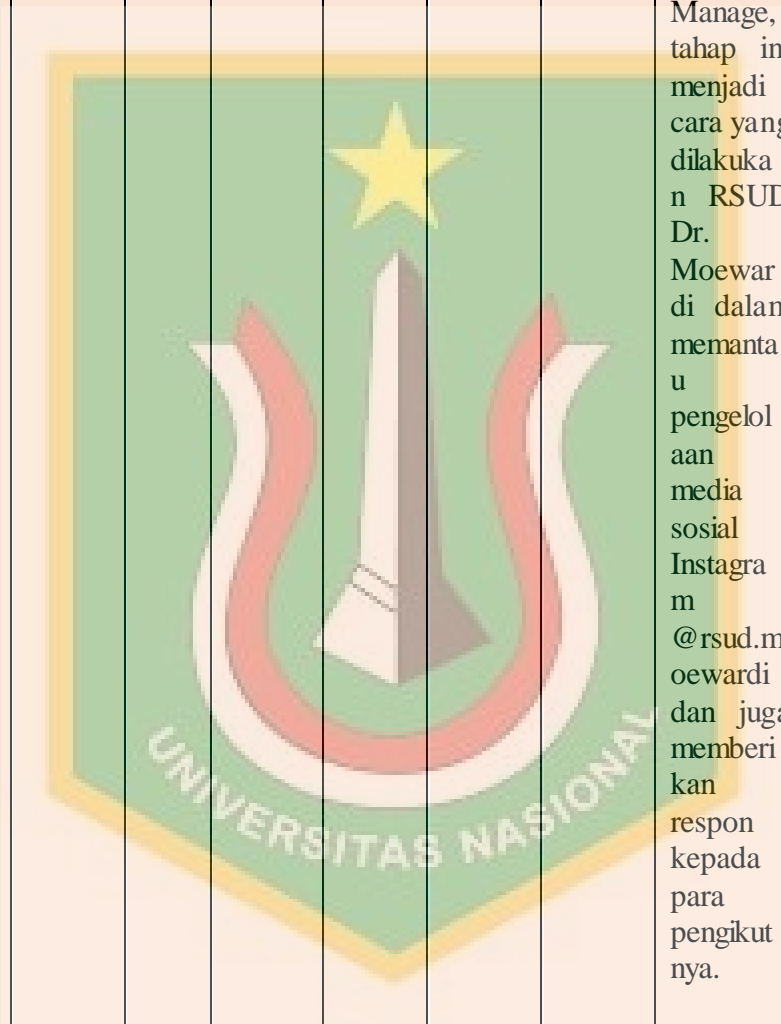 Manage,
tahap in
menjadi
cara yang
dilakuka
n RSUD
Dr.
Moewar
di dalam
memanta
u
pengelol
aan
media
sosial
Instagra
m
@rsud.m
oewardi
dan juga
memberi
kan
respon
kepada
para
pengikut
nya.
UNIVERSITAS NASIONAL